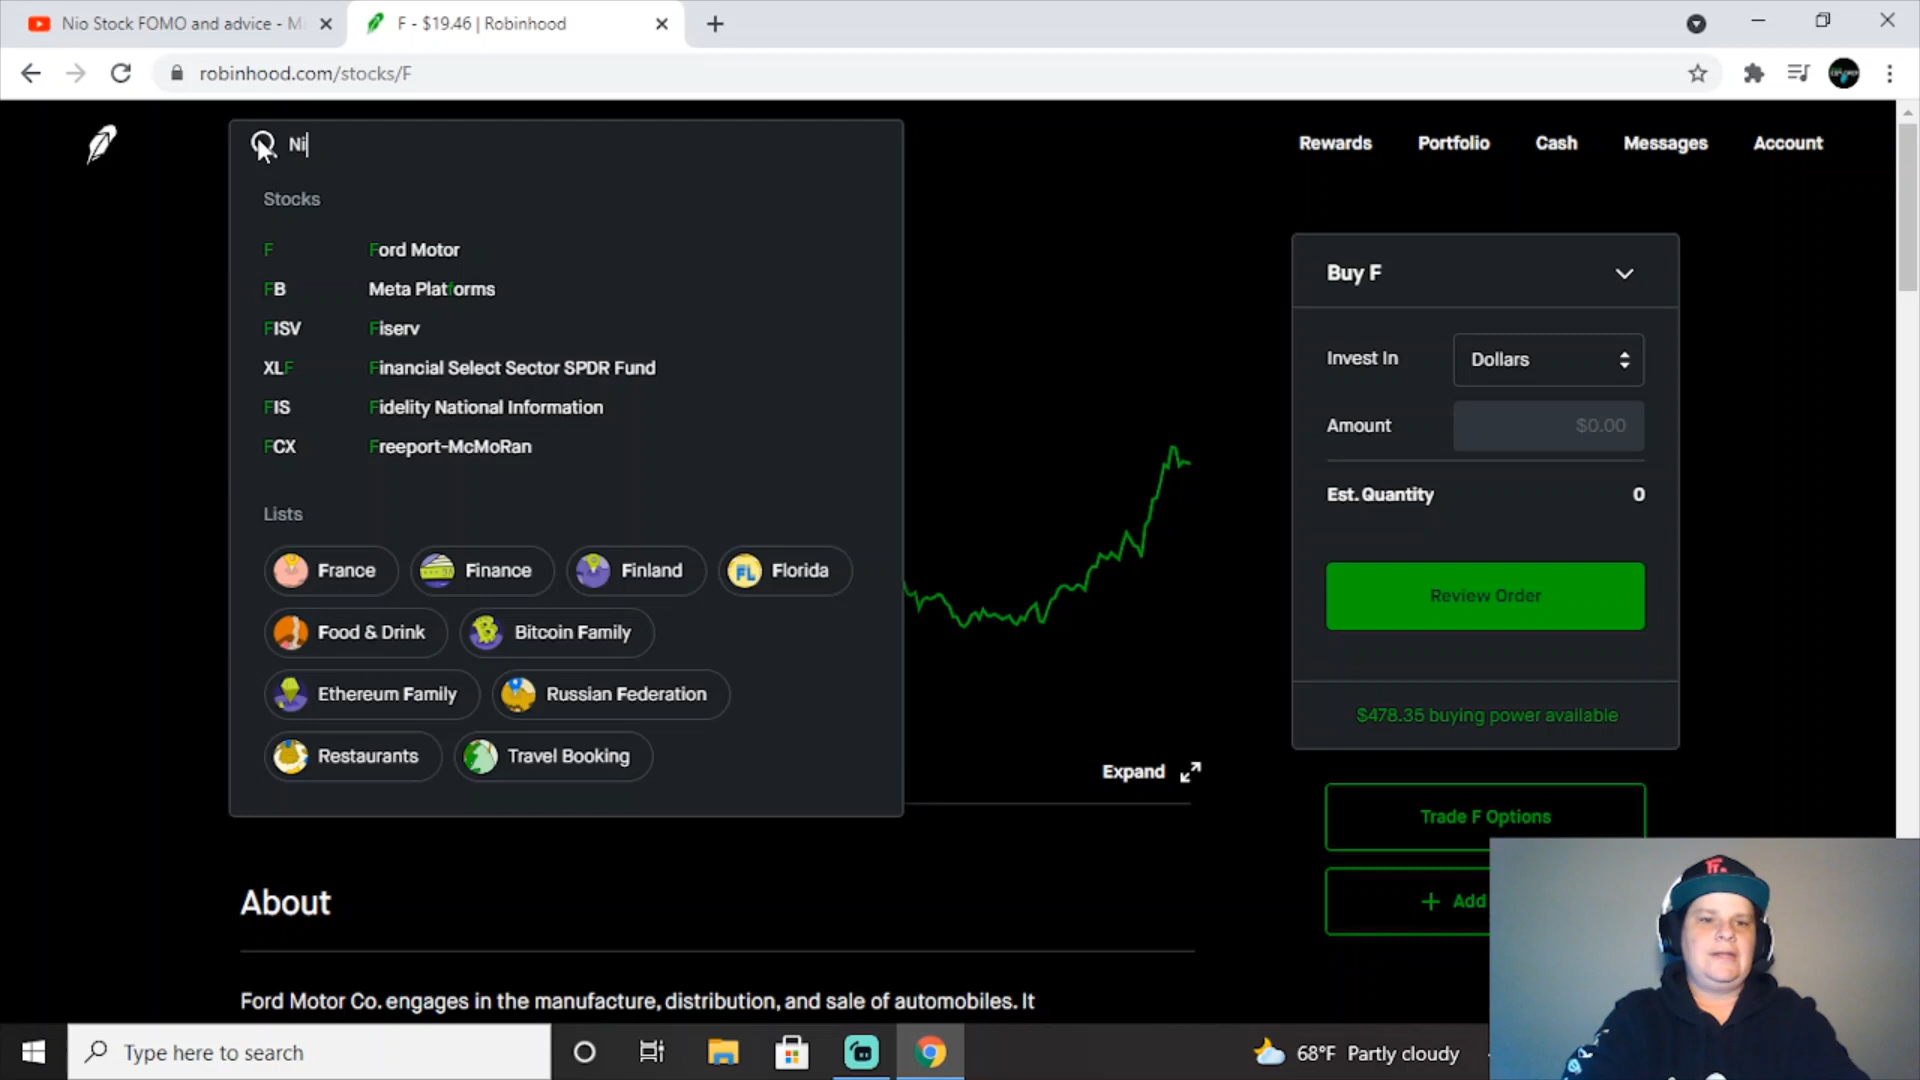 Nio Stock FOMO and advice - Mi
F - $19.46 | Robinhood
robinhood.com/stocks/F
Ni
Rewards
Portfolio
Cash
Messages
Account
Stocks
F Ford Motor
FB Meta Platforms
FISV Fiserv
XLF Financial Select Sector SPDR Fund
FIS Fidelity National Information
FCX Freeport-McMoRan
Lists
France
Finance
Finland
FL Florida
Food & Drink
Bitcoin Family
Ethereum Family
Russian Federation
Restaurants
Travel Booking
Buy F
Invest In Dollars
Amount $0.00
Est. Quantity 0
Review Order
$478.35 buying power available
Expand
Trade F Options
+ Add
About
Ford Motor Co. engages in the manufacture, distribution, and sale of automobiles. It
Type here to search
68°F Partly cloudy